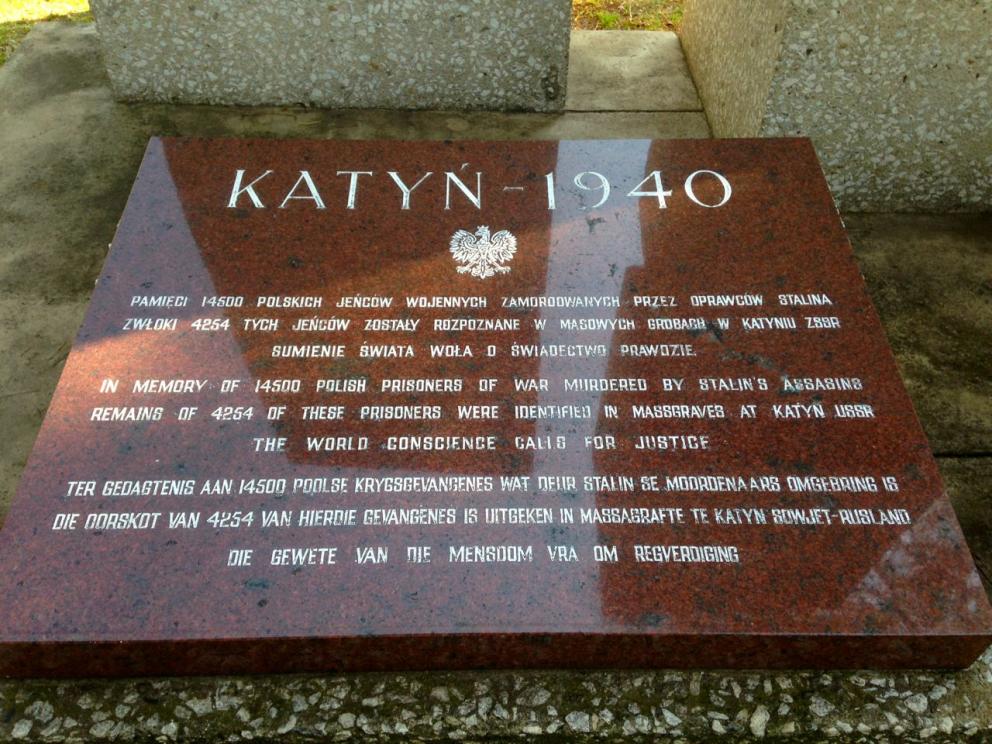 KATYŃ - 1940
PAMIĘCI 14500 POLSKICH JEŃCÓW WOJENNYCH ZAMORDOWANYCH PRZEZ OPRAWCÓW STALINA
ZWŁOKI 4254 TYCH JEŃCÓW ZOSTAŁY ROZPOZNANE W MASOWYCH GROBACH W KATYNIU ZSSR
SUMIENIE ŚWIATA WOŁA O ŚWIADECTWO PRAWDZIE.
IN MEMORY OF 14500 POLISH PRISONERS OF WAR MURDERED BY STALIN'S ASSASINS
REMAINS OF 4254 OF THESE PRISONERS WERE IDENTIFIED IN MASSGRAVES AT KATYŃ USSR
THE WORLD CONSCIENCE CALLS FOR JUSTICE
TER GEDAGTENIS AAN 14500 POOLSE KRYGSGEVANGENES WAT DEUR STALIN SE MOORDENAARS OMGEBRING IS
DIE OORSKOT VAN 4254 VAN HIERDIE GEVANGENES IS UITGEKEN IN MASSAGRAFTE TE KATYŃ SOWJET-RUSLAND
DIE GEWETE VAN DIE MENSDOM VRA OM REGVERDIGING